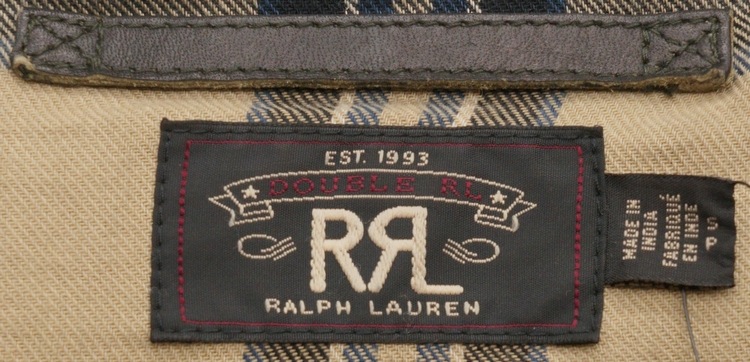 EST. 1993
DOUBLE RL
RRL
RALPH LAUREN
MADE IN
INDIA
FABRIQUÉ
EN INDE
S
P